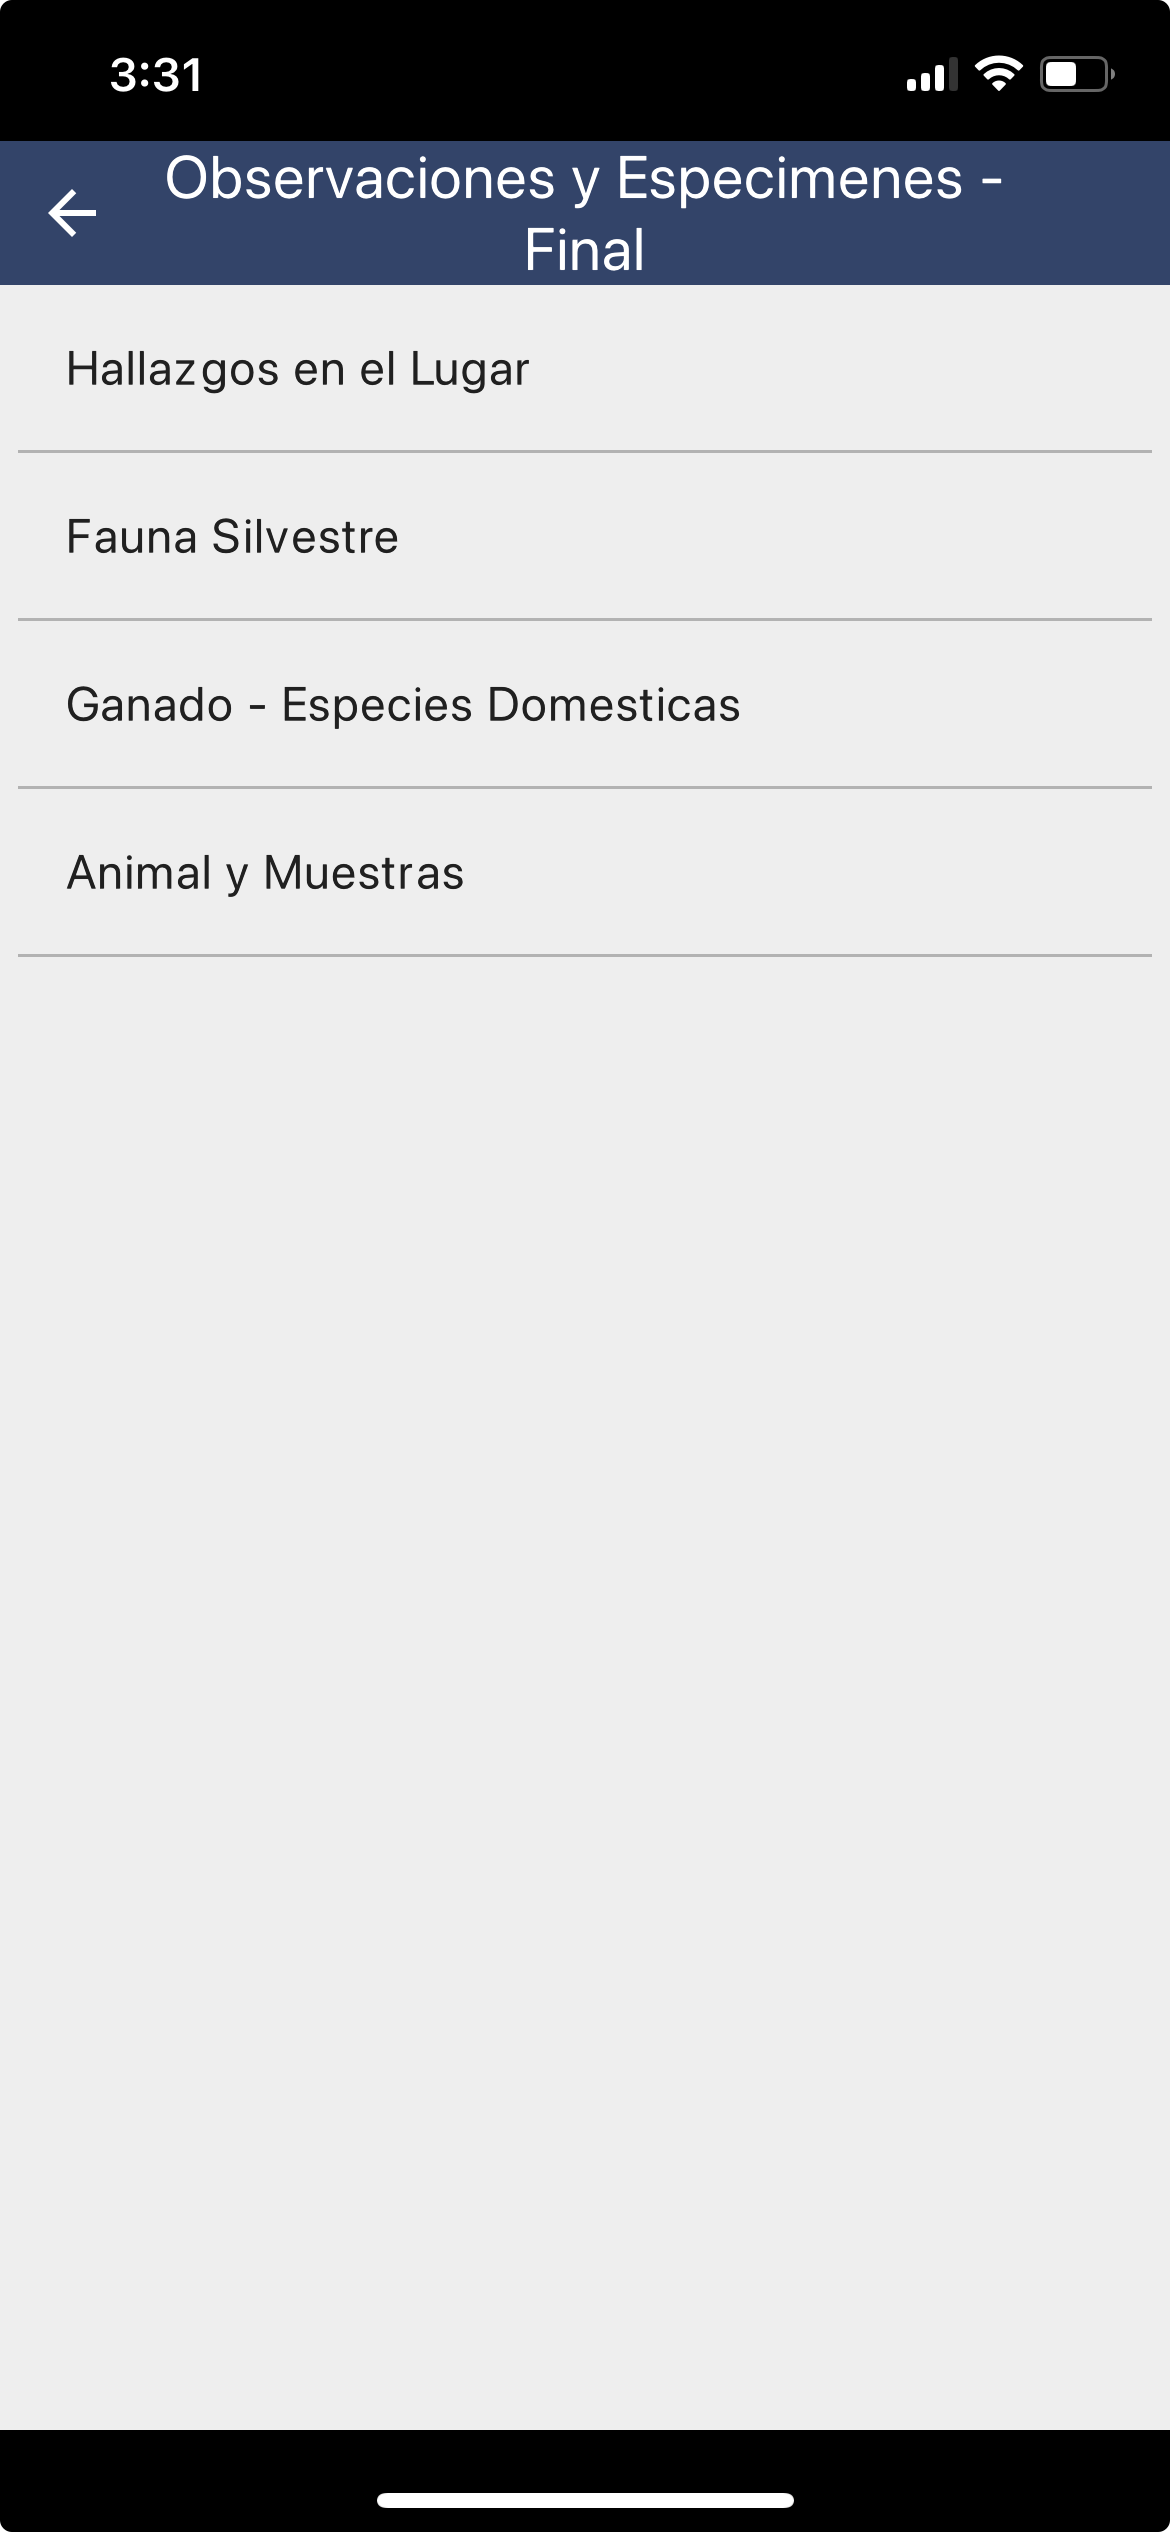 3:31
Observaciones y Especimenes -
Final
Hallazgos en el Lugar
Fauna Silvestre
Ganado - Especies Domesticas
Animal y Muestras